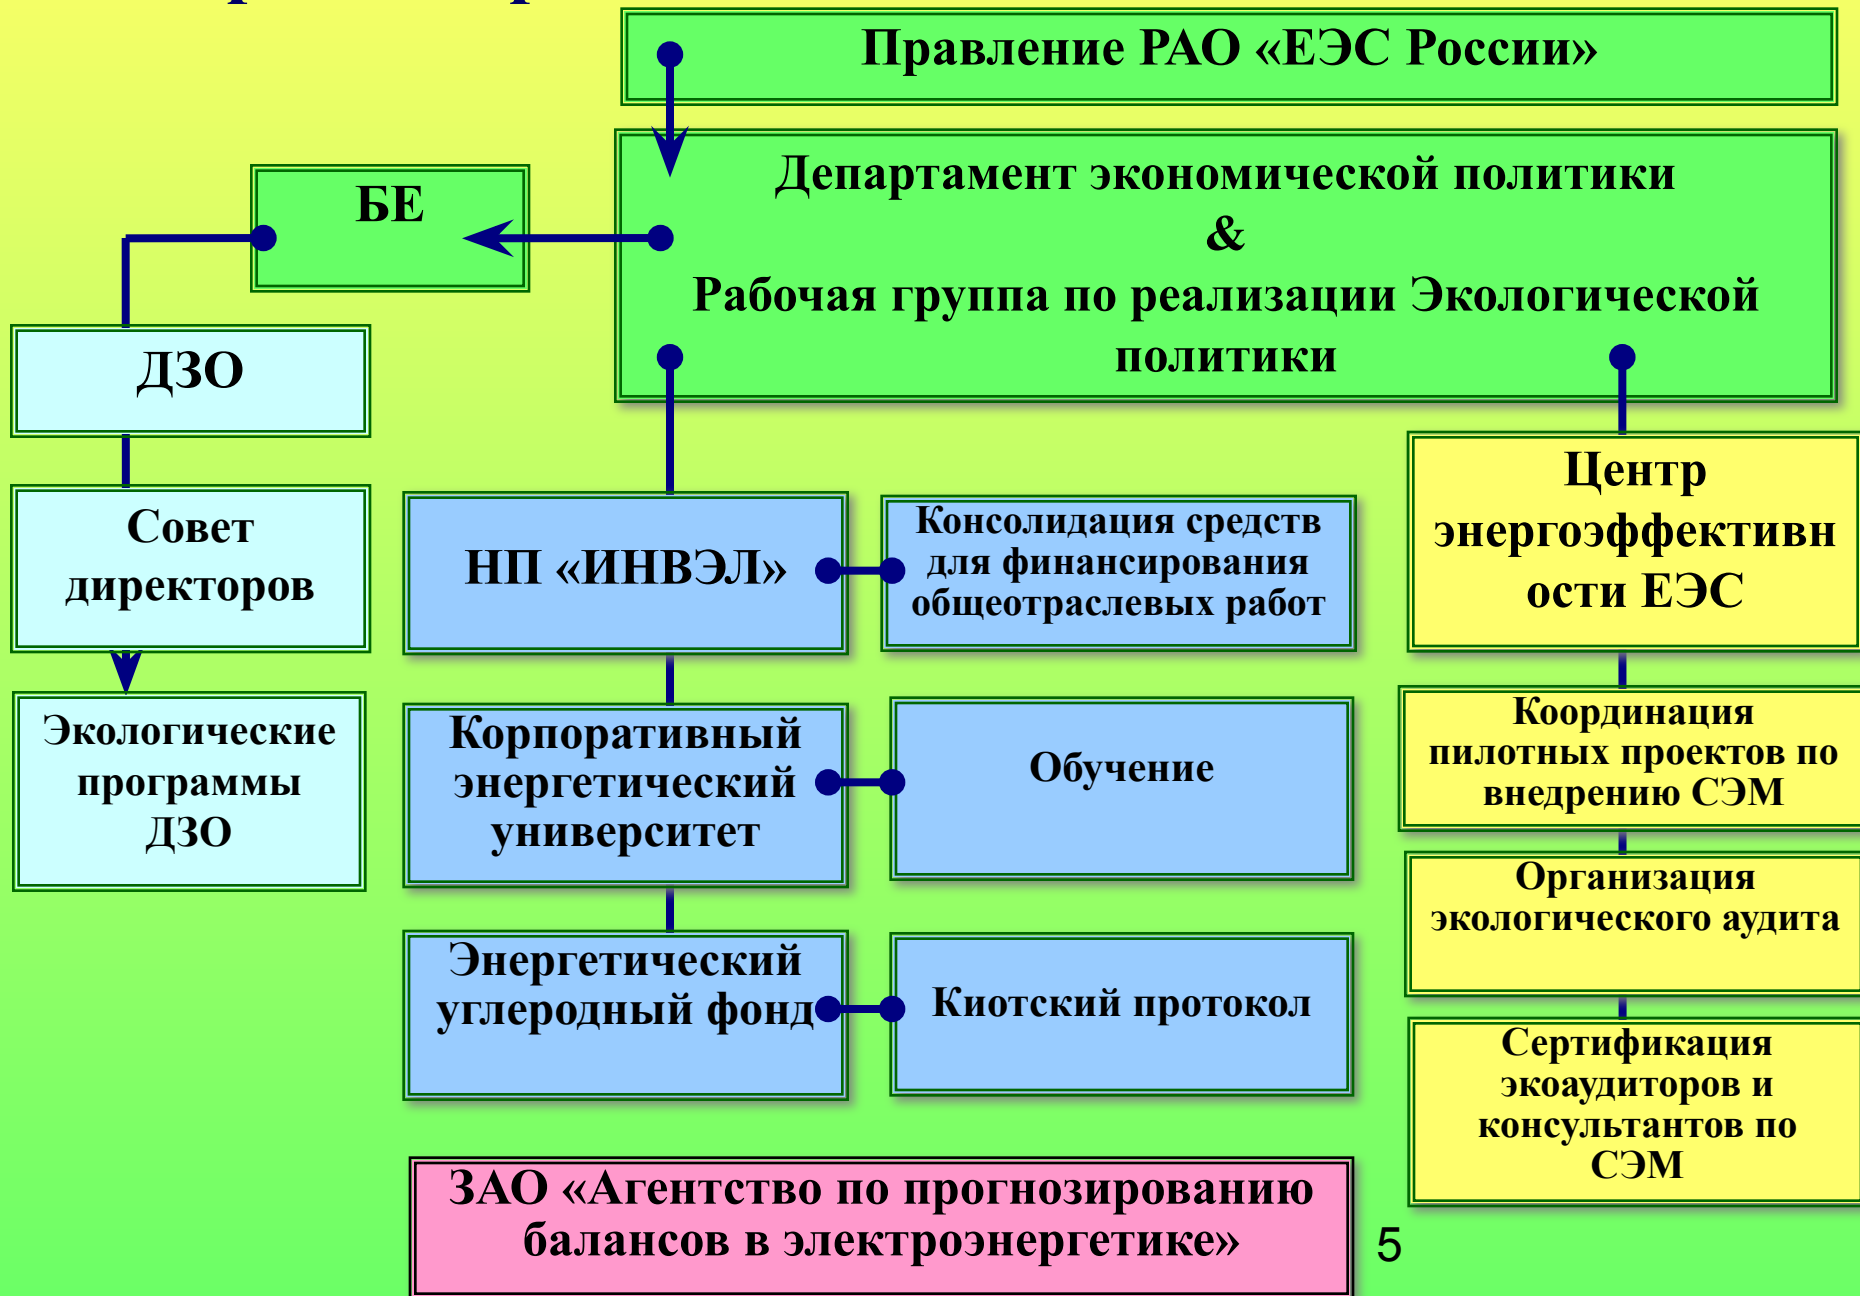 Правление РАО «ЕЭС России»
Департамент экономической политики
&
Рабочая группа по реализации Экологической
политики
БЕ
ДЗО
Совет
директоров
Экологические
программы
ДЗО
НП «ИНВЭЛ»
Консолидация средств
для финансирования
общеотраслевых работ
Корпоративный
энергетический
университет
Обучение
Энергетический
углеродный фонд
Киотский протокол
Центр
энергоэффективн
ости ЕЭС
Координация
пилотных проектов по
внедрению СЭМ
Организация
экологического аудита
Сертификация
экоаудиторов и
консультантов по
СЭМ
ЗАО «Агентство по прогнозированию
балансов в электроэнергетике»
5